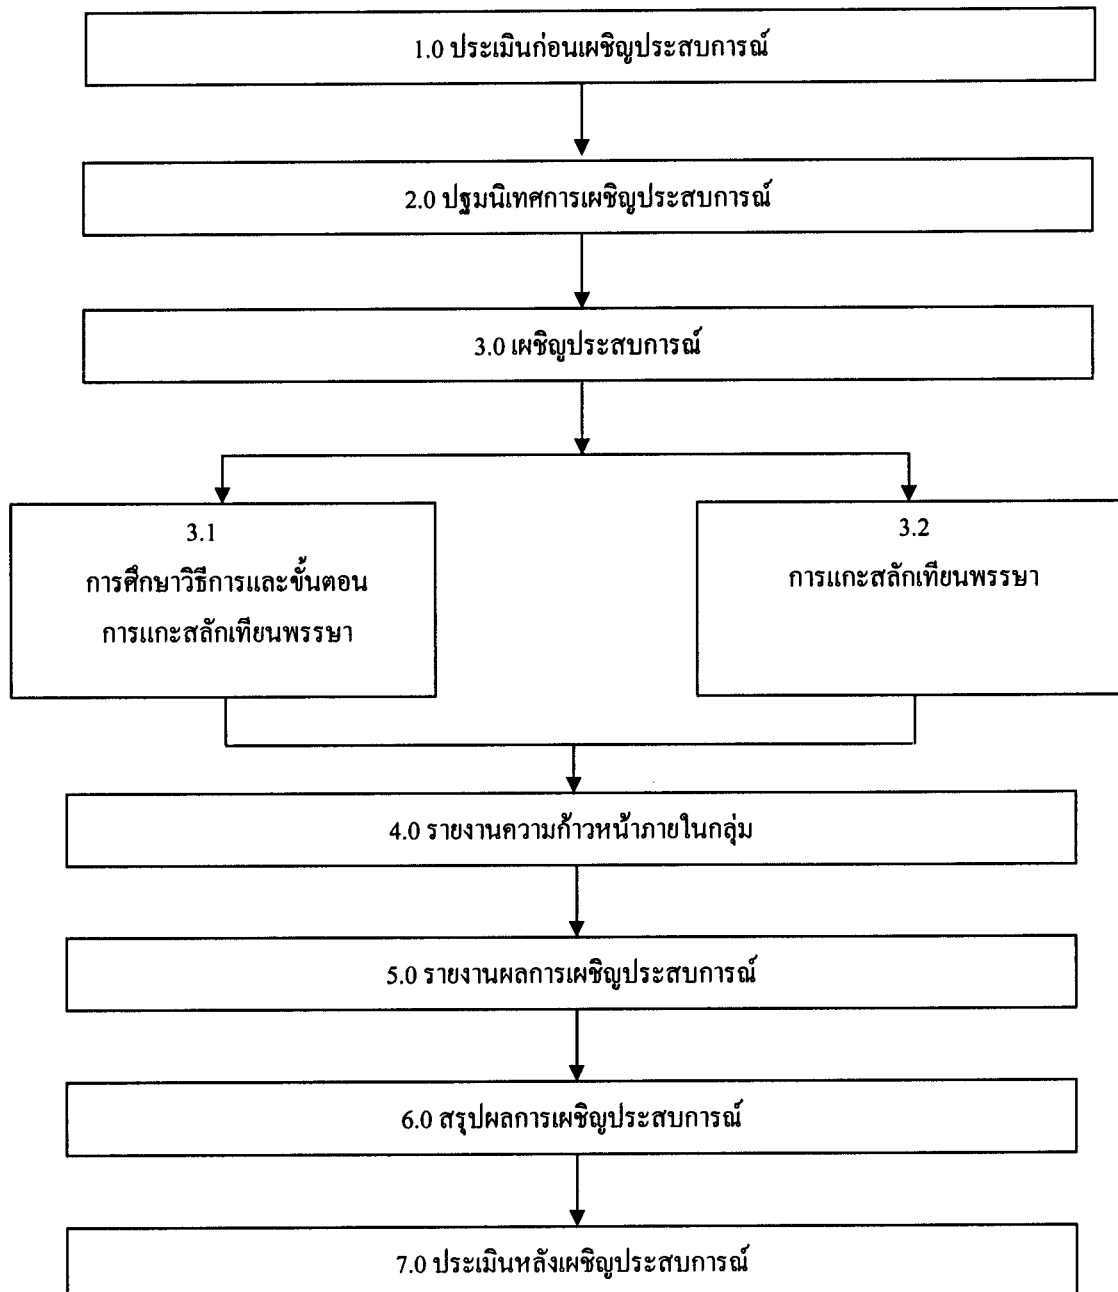 1.0 ประเมินก่อนเผชิญประสบการณ์
2.0 ปฐมนิเทศการเผชิญประสบการณ์
3.0 เผชิญประสบการณ์
3.1
การศึกษาวิธีการและขั้นตอน
การแกะสลักเทียนพรรษา
3.2
การแกะสลักเทียนพรรษา
4.0 รายงานความก้าวหน้าภายในกลุ่ม
5.0 รายงานผลการเผชิญประสบการณ์
6.0 สรุปผลการเผชิญประสบการณ์
7.0 ประเมินหลังเผชิญประสบการณ์